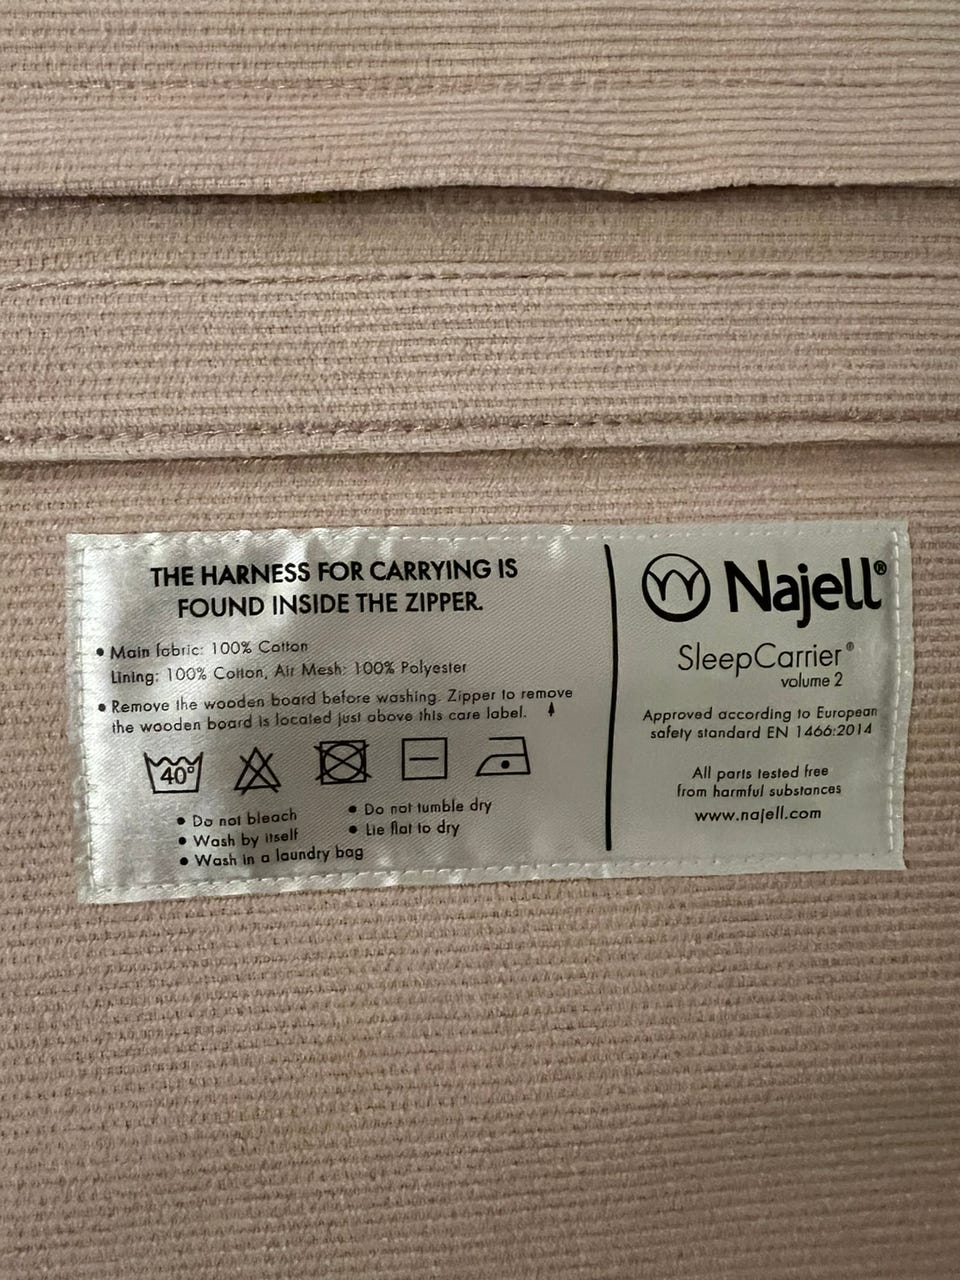 THE HARNESS FOR CARRYING IS
FOUND INSIDE THE ZIPPER.
• Main fabric: 100% Cotton
Lining: 100% Cotton, Air Mesh: 100% Polyester
• Remove the wooden board before washing. Zipper to remove
the wooden board is located just above this care label.
40°
• Do not bleach
• Wash by itself
• Wash in a laundry bag
• Do not tumble dry
• Lie flat to dry
Najell®
SleepCarrier®
volume 2
Approved according to European
safety standard EN 1466:2014
All parts tested free
from harmful substances
www.najell.com